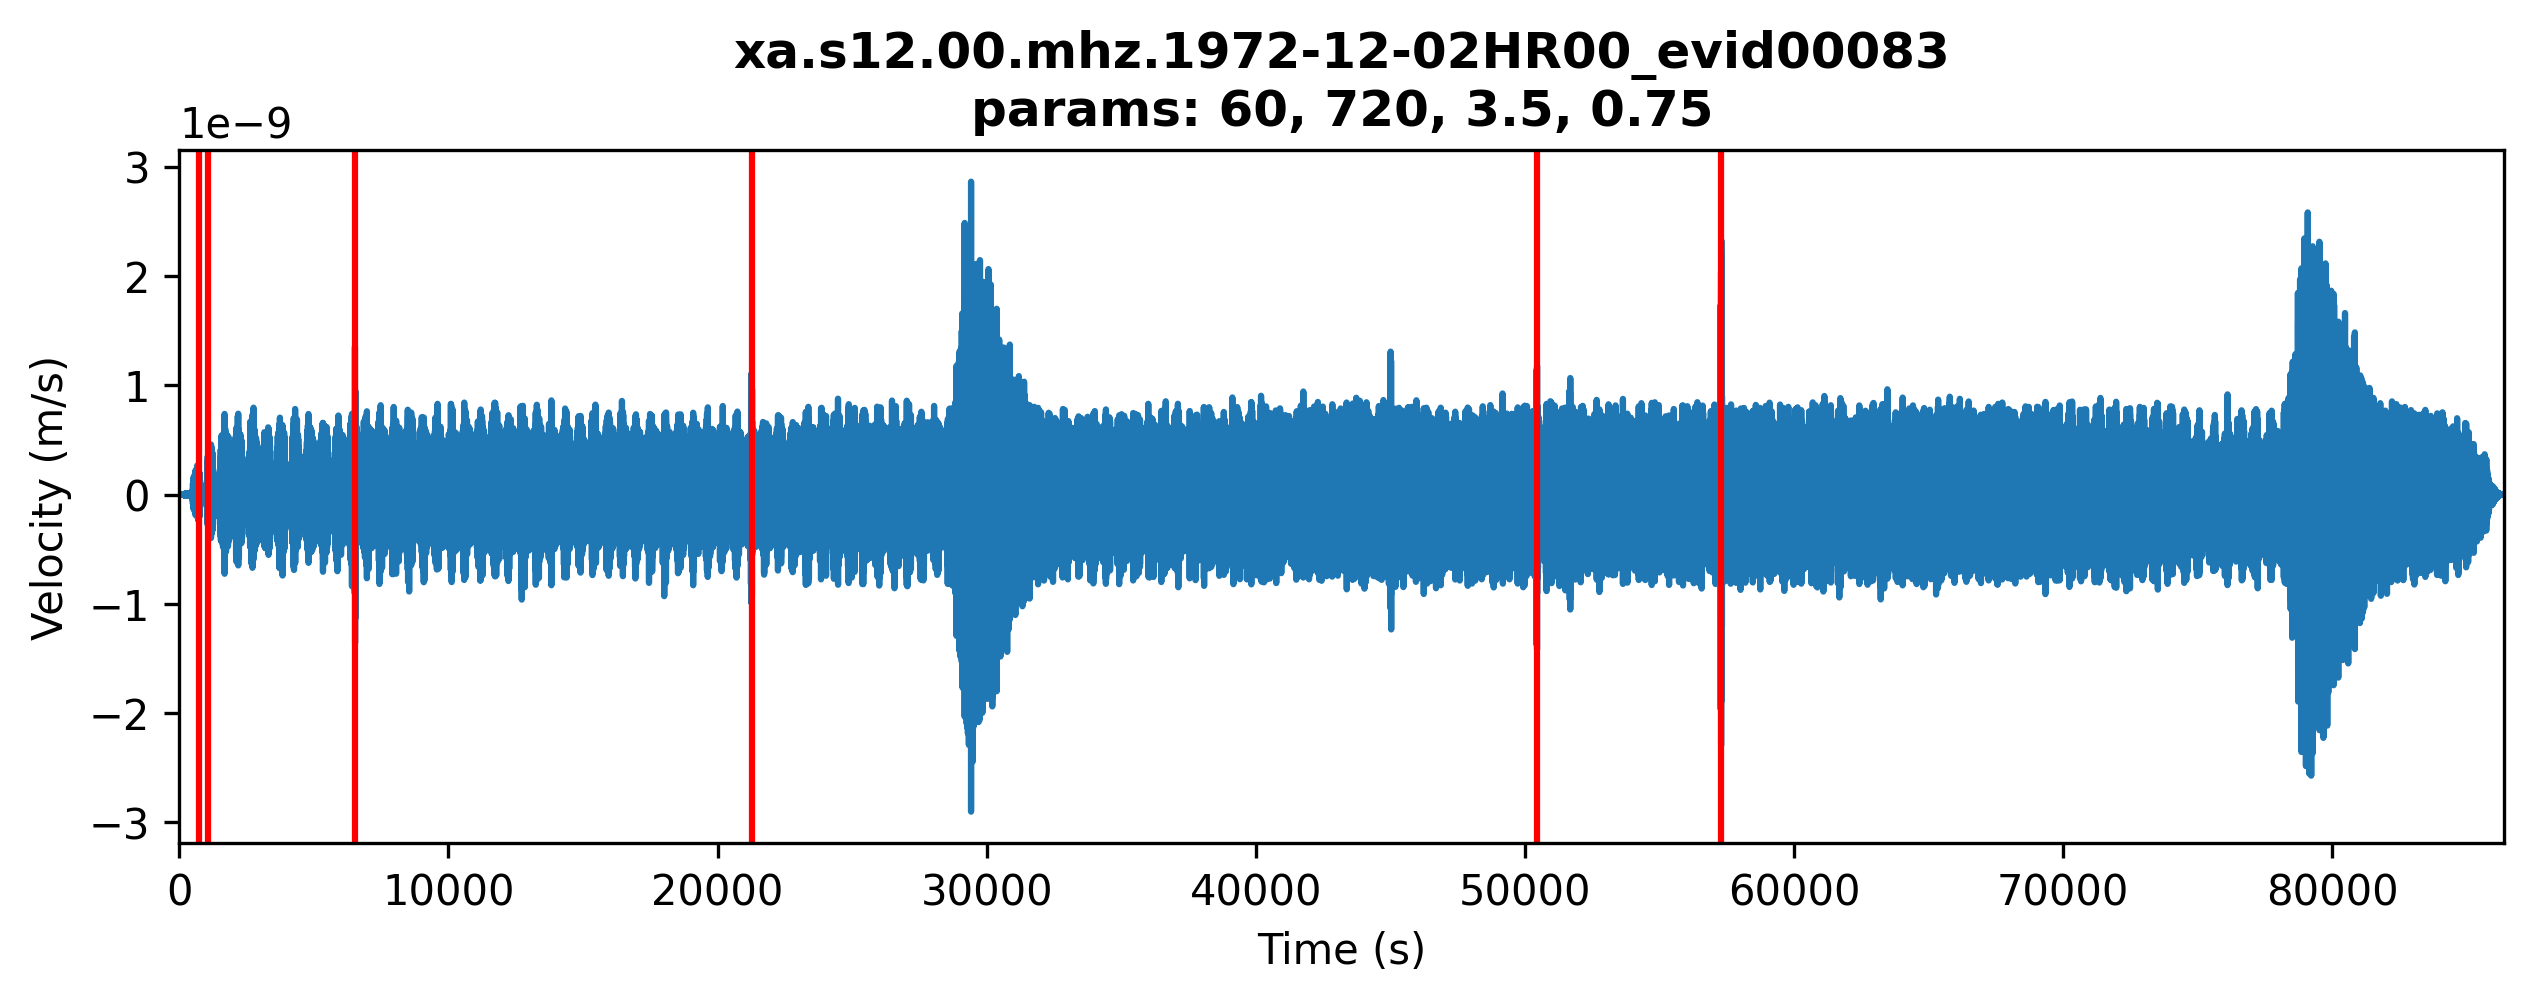 xa.s12.00.mhz.1972-12-02HR00_evid00083
params: 60, 720, 3.5, 0.75
1e−9
3
2
1
0
−1
−2
−3
Velocity (m/s)
0 10000 20000 30000 40000 50000 60000 70000 80000
Time (s)